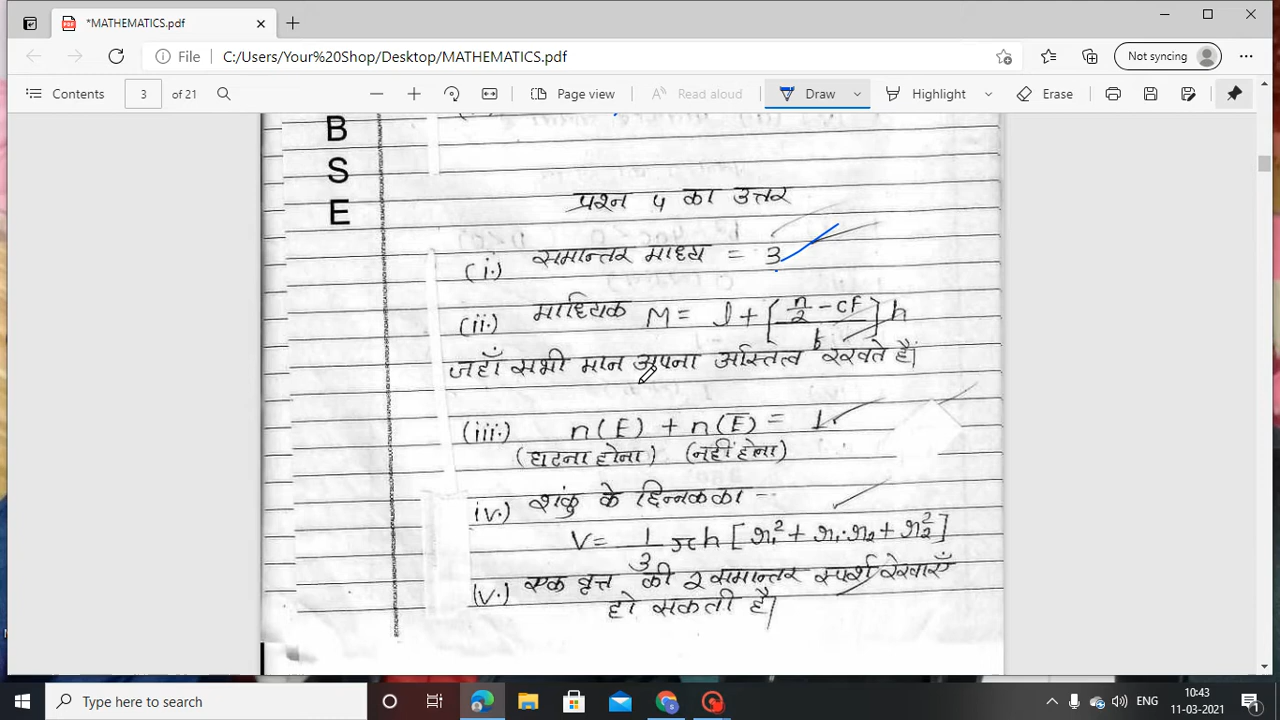 *MATHEMATICS.pdf
File
C:/Users/Your%20Shop/Desktop/MATHEMATICS.pdf
Not syncing
Contents
3
of 21
Page view
Read aloud
Draw
Highlight
Erase
B
S
E
प्रश्न 4 का उत्तर
(i.) समान्तर माध्य = 3
(ii.) माध्यिक M = l + [n/2 - CF / f] h
जहाँ सभी मान अपना अस्तित्व रखते हैं।
(iii.) n(E) + n(E̅) = 1.
(घटना होना) (नहीं होना)
iv.) शंकु के छिन्नक का --
V = 1/3 πh [r₁² + r₁.r₂ + r₂²]
(v.) एक वृत्त की 2 समान्तर स्पर्श रेखाएँ
हो सकती है।
Type here to search
ENG
10:43
11-03-2021
1